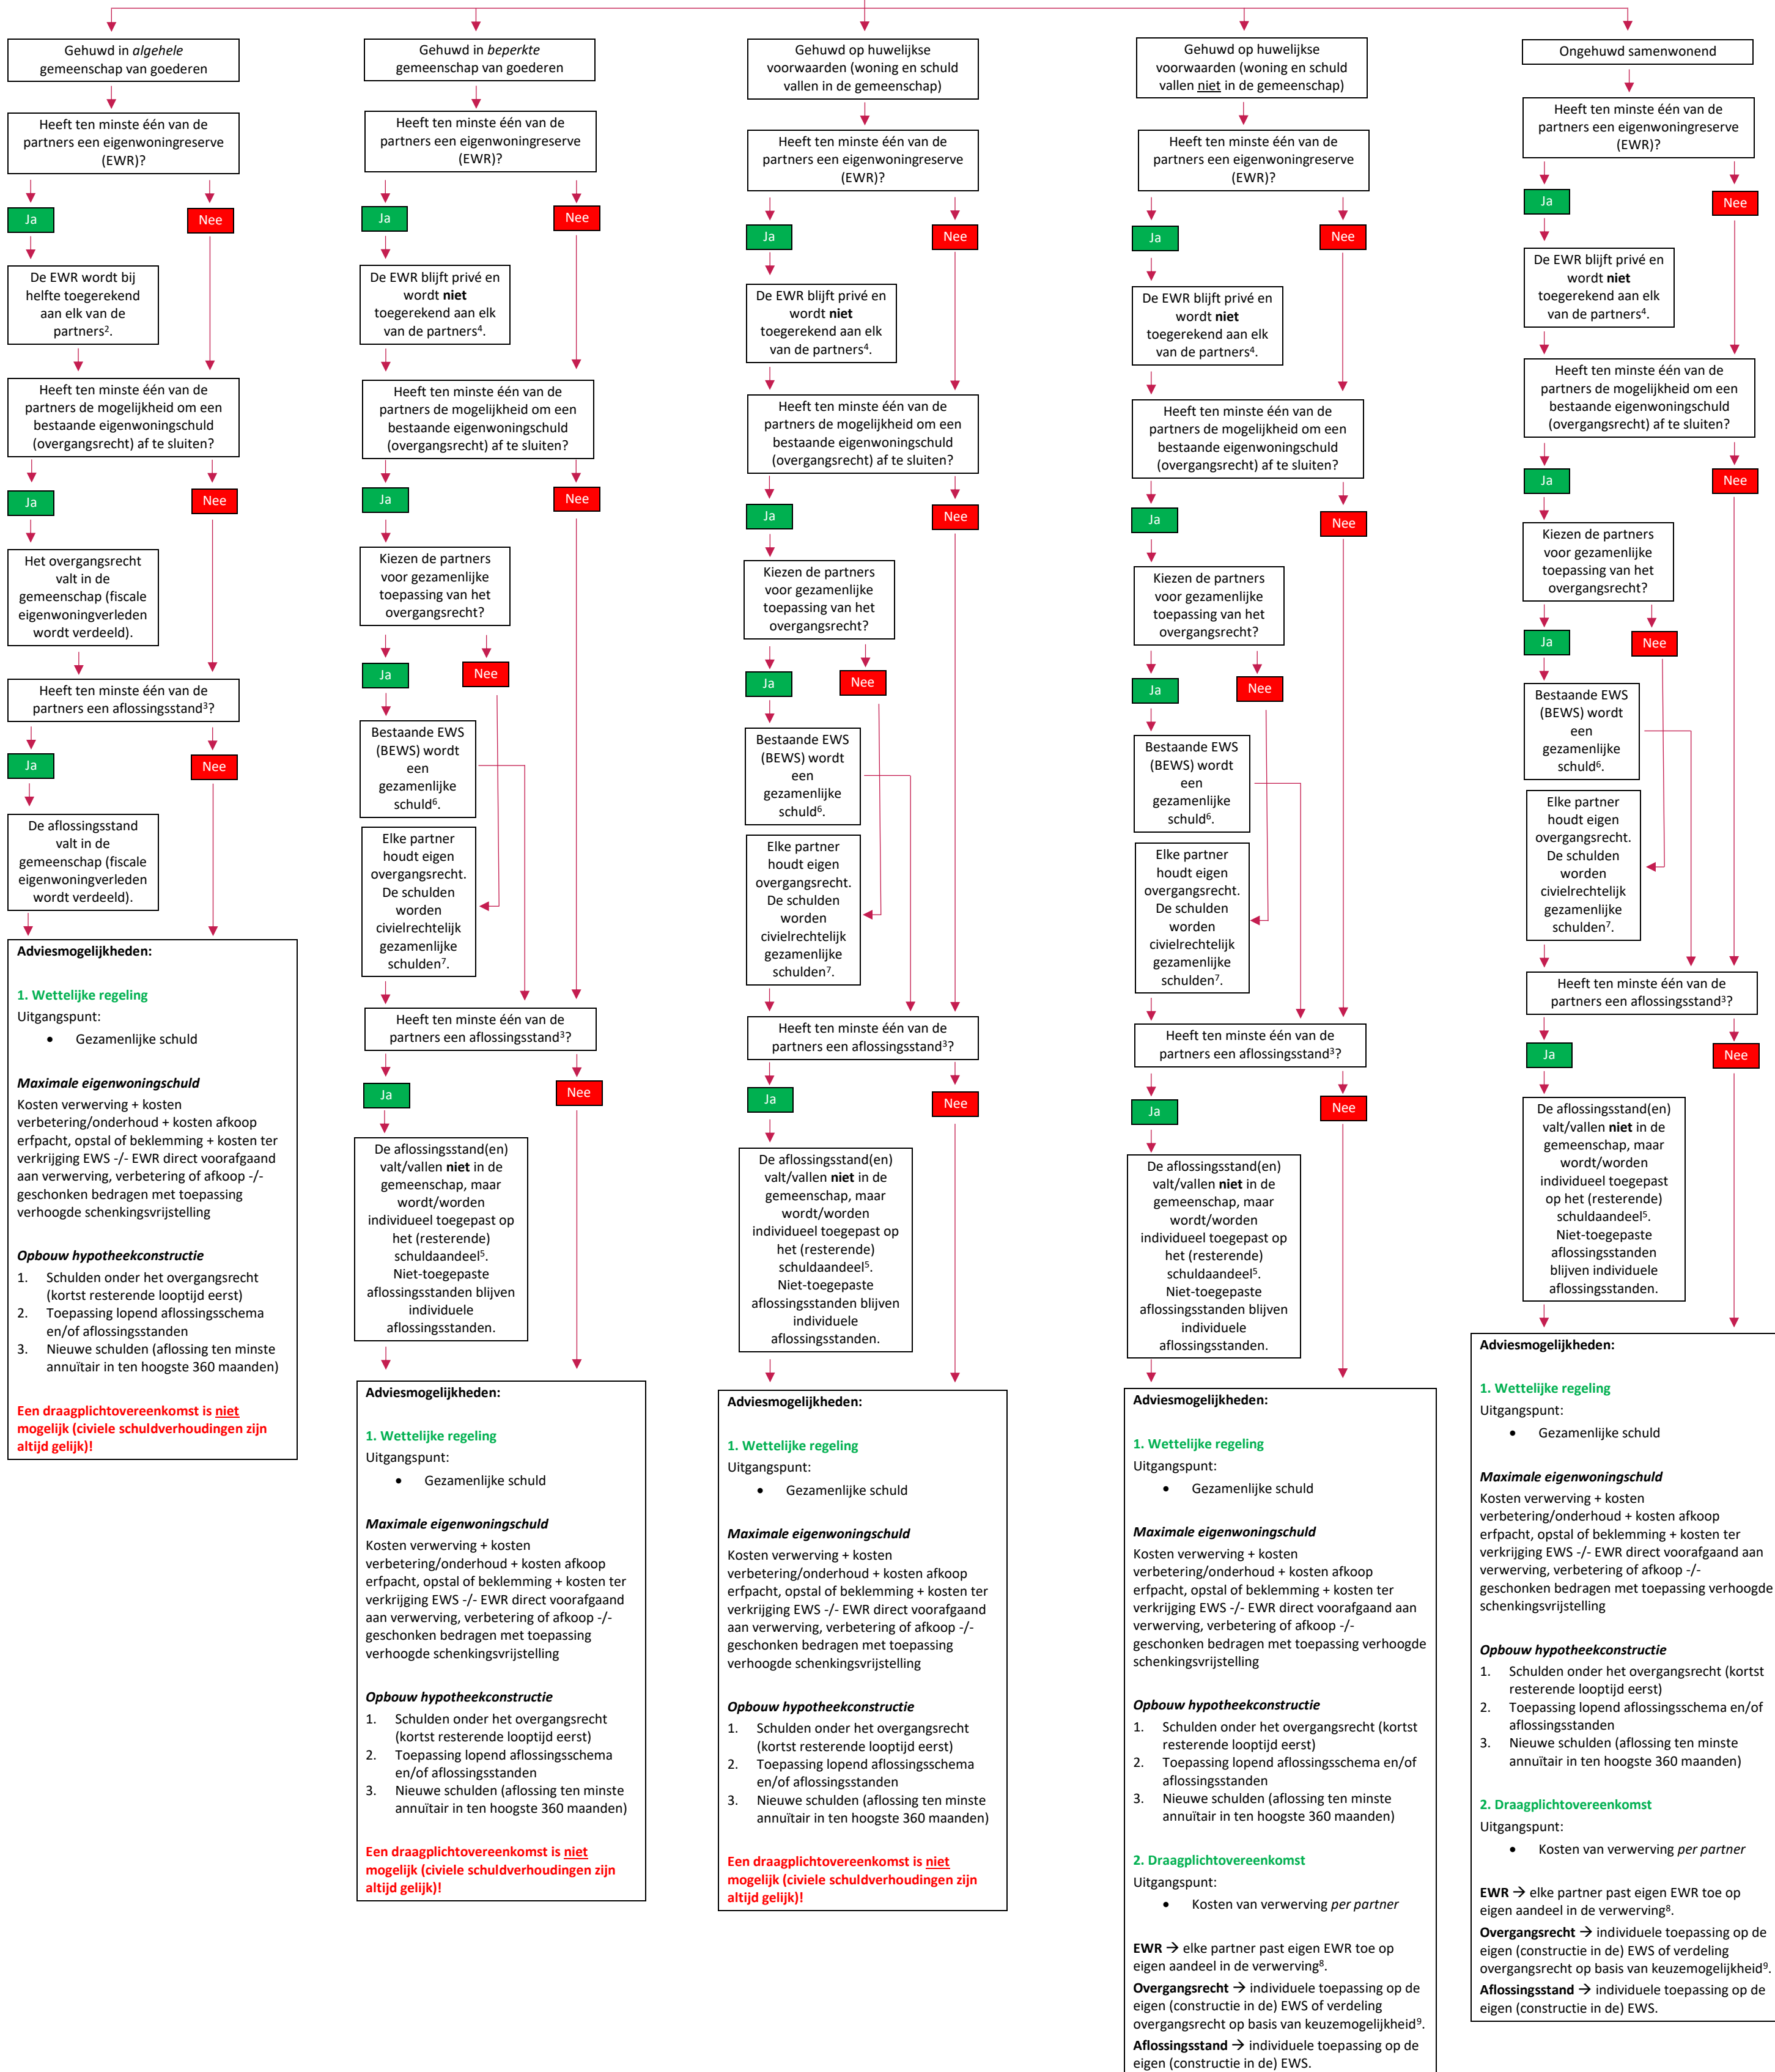 Gehuwd in algehele
gemeenschap van goederen
Heeft ten minste één van de
partners een eigenwoningreserve
(EWR)?
Ja
Nee
De EWR wordt bij
helfte toegerekend
aan elk van de
partners².
Heeft ten minste één van de
partners de mogelijkheid om een
bestaande eigenwoningschuld
(overgangsrecht) af te sluiten?
Ja
Nee
Het overgangsrecht
valt in de
gemeenschap (fiscale
eigenwoningverleden
wordt verdeeld).
Heeft ten minste één van de
partners een aflossingsstand³?
Ja
Nee
De aflossingsstand
valt in de
gemeenschap (fiscale
eigenwoningverleden
wordt verdeeld).
Adviesmogelijkheden:
1. Wettelijke regeling
Uitgangspunt:
• Gezamenlijke schuld
Maximale eigenwoningschuld
Kosten verwerving + kosten
verbetering/onderhoud + kosten afkoop
erfpacht, opstal of beklemming + kosten ter
verkrijging EWS -/- EWR direct voorafgaand
aan verwerving, verbetering of afkoop -/-
geschonken bedragen met toepassing
verhoogde schenkingsvrijstelling
Opbouw hypotheekconstructie
1. Schulden onder het overgangsrecht
(kortst resterende looptijd eerst)
2. Toepassing lopend aflossingsschema
en/of aflossingsstanden
3. Nieuwe schulden (aflossing ten minste
annuïtair in ten hoogste 360 maanden)
Een draagplichtovereenkomst is niet
mogelijk (civiele schuldverhoudingen zijn
altijd gelijk)!
Gehuwd in beperkte
gemeenschap van goederen
Heeft ten minste één van de
partners een eigenwoningreserve
(EWR)?
Ja
Nee
De EWR blijft privé en
wordt niet
toegerekend aan elk
van de partners⁴.
Heeft ten minste één van de
partners de mogelijkheid om een
bestaande eigenwoningschuld
(overgangsrecht) af te sluiten?
Ja
Nee
Kiezen de partners
voor gezamenlijke
toepassing van het
overgangsrecht?
Ja
Nee
Bestaande EWS
(BEWS) wordt
een
gezamenlijke
schuld⁶.
Elke partner
houdt eigen
overgangsrecht.
De schulden
worden
civielrechtelijk
gezamenlijke
schulden⁷.
Heeft ten minste één van de
partners een aflossingsstand³?
Ja
Nee
De aflossingsstand(en)
valt/vallen niet in de
gemeenschap, maar
wordt/worden
individueel toegepast op
het (resterende)
schuldaandeel⁵.
Niet-toegepaste
aflossingsstanden blijven
individuele
aflossingsstanden.
Adviesmogelijkheden:
1. Wettelijke regeling
Uitgangspunt:
• Gezamenlijke schuld
Maximale eigenwoningschuld
Kosten verwerving + kosten
verbetering/onderhoud + kosten afkoop
erfpacht, opstal of beklemming + kosten ter
verkrijging EWS -/- EWR direct voorafgaand
aan verwerving, verbetering of afkoop -/-
geschonken bedragen met toepassing
verhoogde schenkingsvrijstelling
Opbouw hypotheekconstructie
1. Schulden onder het overgangsrecht
(kortst resterende looptijd eerst)
2. Toepassing lopend aflossingsschema
en/of aflossingsstanden
3. Nieuwe schulden (aflossing ten minste
annuïtair in ten hoogste 360 maanden)
Een draagplichtovereenkomst is niet
mogelijk (civiele schuldverhoudingen zijn
altijd gelijk)!
Gehuwd op huwelijkse
voorwaarden (woning en schuld
vallen in de gemeenschap)
Heeft ten minste één van de
partners een eigenwoningreserve
(EWR)?
Ja
Nee
De EWR blijft privé en
wordt niet
toegerekend aan elk
van de partners⁴.
Heeft ten minste één van de
partners de mogelijkheid om een
bestaande eigenwoningschuld
(overgangsrecht) af te sluiten?
Ja
Nee
Kiezen de partners
voor gezamenlijke
toepassing van het
overgangsrecht?
Ja
Nee
Bestaande EWS
(BEWS) wordt
een
gezamenlijke
schuld⁶.
Elke partner
houdt eigen
overgangsrecht.
De schulden
worden
civielrechtelijk
gezamenlijke
schulden⁷.
Heeft ten minste één van de
partners een aflossingsstand³?
Ja
Nee
De aflossingsstand(en)
valt/vallen niet in de
gemeenschap, maar
wordt/worden
individueel toegepast op
het (resterende)
schuldaandeel⁵.
Niet-toegepaste
aflossingsstanden blijven
individuele
aflossingsstanden.
Adviesmogelijkheden:
1. Wettelijke regeling
Uitgangspunt:
• Gezamenlijke schuld
Maximale eigenwoningschuld
Kosten verwerving + kosten
verbetering/onderhoud + kosten afkoop
erfpacht, opstal of beklemming + kosten ter
verkrijging EWS -/- EWR direct voorafgaand
aan verwerving, verbetering of afkoop -/-
geschonken bedragen met toepassing
verhoogde schenkingsvrijstelling
Opbouw hypotheekconstructie
1. Schulden onder het overgangsrecht
(kortst resterende looptijd eerst)
2. Toepassing lopend aflossingsschema
en/of aflossingsstanden
3. Nieuwe schulden (aflossing ten minste
annuïtair in ten hoogste 360 maanden)
Een draagplichtovereenkomst is niet
mogelijk (civiele schuldverhoudingen zijn
altijd gelijk)!
Gehuwd op huwelijkse
voorwaarden (woning en schuld
vallen niet in de gemeenschap)
Heeft ten minste één van de
partners een eigenwoningreserve
(EWR)?
Ja
Nee
De EWR blijft privé en
wordt niet
toegerekend aan elk
van de partners⁴.
Heeft ten minste één van de
partners de mogelijkheid om een
bestaande eigenwoningschuld
(overgangsrecht) af te sluiten?
Ja
Nee
Kiezen de partners
voor gezamenlijke
toepassing van het
overgangsrecht?
Ja
Nee
Bestaande EWS
(BEWS) wordt
een
gezamenlijke
schuld⁶.
Elke partner
houdt eigen
overgangsrecht.
De schulden
worden
civielrechtelijk
gezamenlijke
schulden⁷.
Heeft ten minste één van de
partners een aflossingsstand³?
Ja
Nee
De aflossingsstand(en)
valt/vallen niet in de
gemeenschap, maar
wordt/worden
individueel toegepast op
het (resterende)
schuldaandeel⁵.
Niet-toegepaste
aflossingsstanden blijven
individuele
aflossingsstanden.
Adviesmogelijkheden:
1. Wettelijke regeling
Uitgangspunt:
• Gezamenlijke schuld
Maximale eigenwoningschuld
Kosten verwerving + kosten
verbetering/onderhoud + kosten afkoop
erfpacht, opstal of beklemming + kosten ter
verkrijging EWS -/- EWR direct voorafgaand aan
verwerving, verbetering of afkoop -/-
geschonken bedragen met toepassing verhoogde
schenkingsvrijstelling
Opbouw hypotheekconstructie
1. Schulden onder het overgangsrecht (kortst
resterende looptijd eerst)
2. Toepassing lopend aflossingsschema en/of
aflossingsstanden
3. Nieuwe schulden (aflossing ten minste
annuïtair in ten hoogste 360 maanden)
2. Draagplichtovereenkomst
Uitgangspunt:
• Kosten van verwerving per partner
EWR → elke partner past eigen EWR toe op
eigen aandeel in de verwerving⁸.
Overgangsrecht → individuele toepassing op de
eigen (constructie in de) EWS of verdeling
overgangsrecht op basis van keuzemogelijkheid⁹.
Aflossingsstand → individuele toepassing op de
eigen (constructie in de) EWS.
Ongehuwd samenwonend
Heeft ten minste één van de
partners een eigenwoningreserve
(EWR)?
Ja
Nee
De EWR blijft privé en
wordt niet
toegerekend aan elk
van de partners⁴.
Heeft ten minste één van de
partners de mogelijkheid om een
bestaande eigenwoningschuld
(overgangsrecht) af te sluiten?
Ja
Nee
Kiezen de partners
voor gezamenlijke
toepassing van het
overgangsrecht?
Ja
Nee
Bestaande EWS
(BEWS) wordt
een
gezamenlijke
schuld⁶.
Elke partner
houdt eigen
overgangsrecht.
De schulden
worden
civielrechtelijk
gezamenlijke
schulden⁷.
Heeft ten minste één van de
partners een aflossingsstand³?
Ja
Nee
De aflossingsstand(en)
valt/vallen niet in de
gemeenschap, maar
wordt/worden
individueel toegepast
op het (resterende)
schuldaandeel⁵.
Niet-toegepaste
aflossingsstanden
blijven individuele
aflossingsstanden.
Adviesmogelijkheden:
1. Wettelijke regeling
Uitgangspunt:
• Gezamenlijke schuld
Maximale eigenwoningschuld
Kosten verwerving + kosten
verbetering/onderhoud + kosten afkoop
erfpacht, opstal of beklemming + kosten ter
verkrijging EWS -/- EWR direct voorafgaand aan
verwerving, verbetering of afkoop -/-
geschonken bedragen met toepassing verhoogde
schenkingsvrijstelling
Opbouw hypotheekconstructie
1. Schulden onder het overgangsrecht (kortst
resterende looptijd eerst)
2. Toepassing lopend aflossingsschema en/of
aflossingsstanden
3. Nieuwe schulden (aflossing ten minste
annuïtair in ten hoogste 360 maanden)
2. Draagplichtovereenkomst
Uitgangspunt:
• Kosten van verwerving per partner
EWR → elke partner past eigen EWR toe op
eigen aandeel in de verwerving⁸.
Overgangsrecht → individuele toepassing op de
eigen (constructie in de) EWS of verdeling
overgangsrecht op basis van keuzemogelijkheid⁹.
Aflossingsstand → individuele toepassing op de
eigen (constructie in de) EWS.